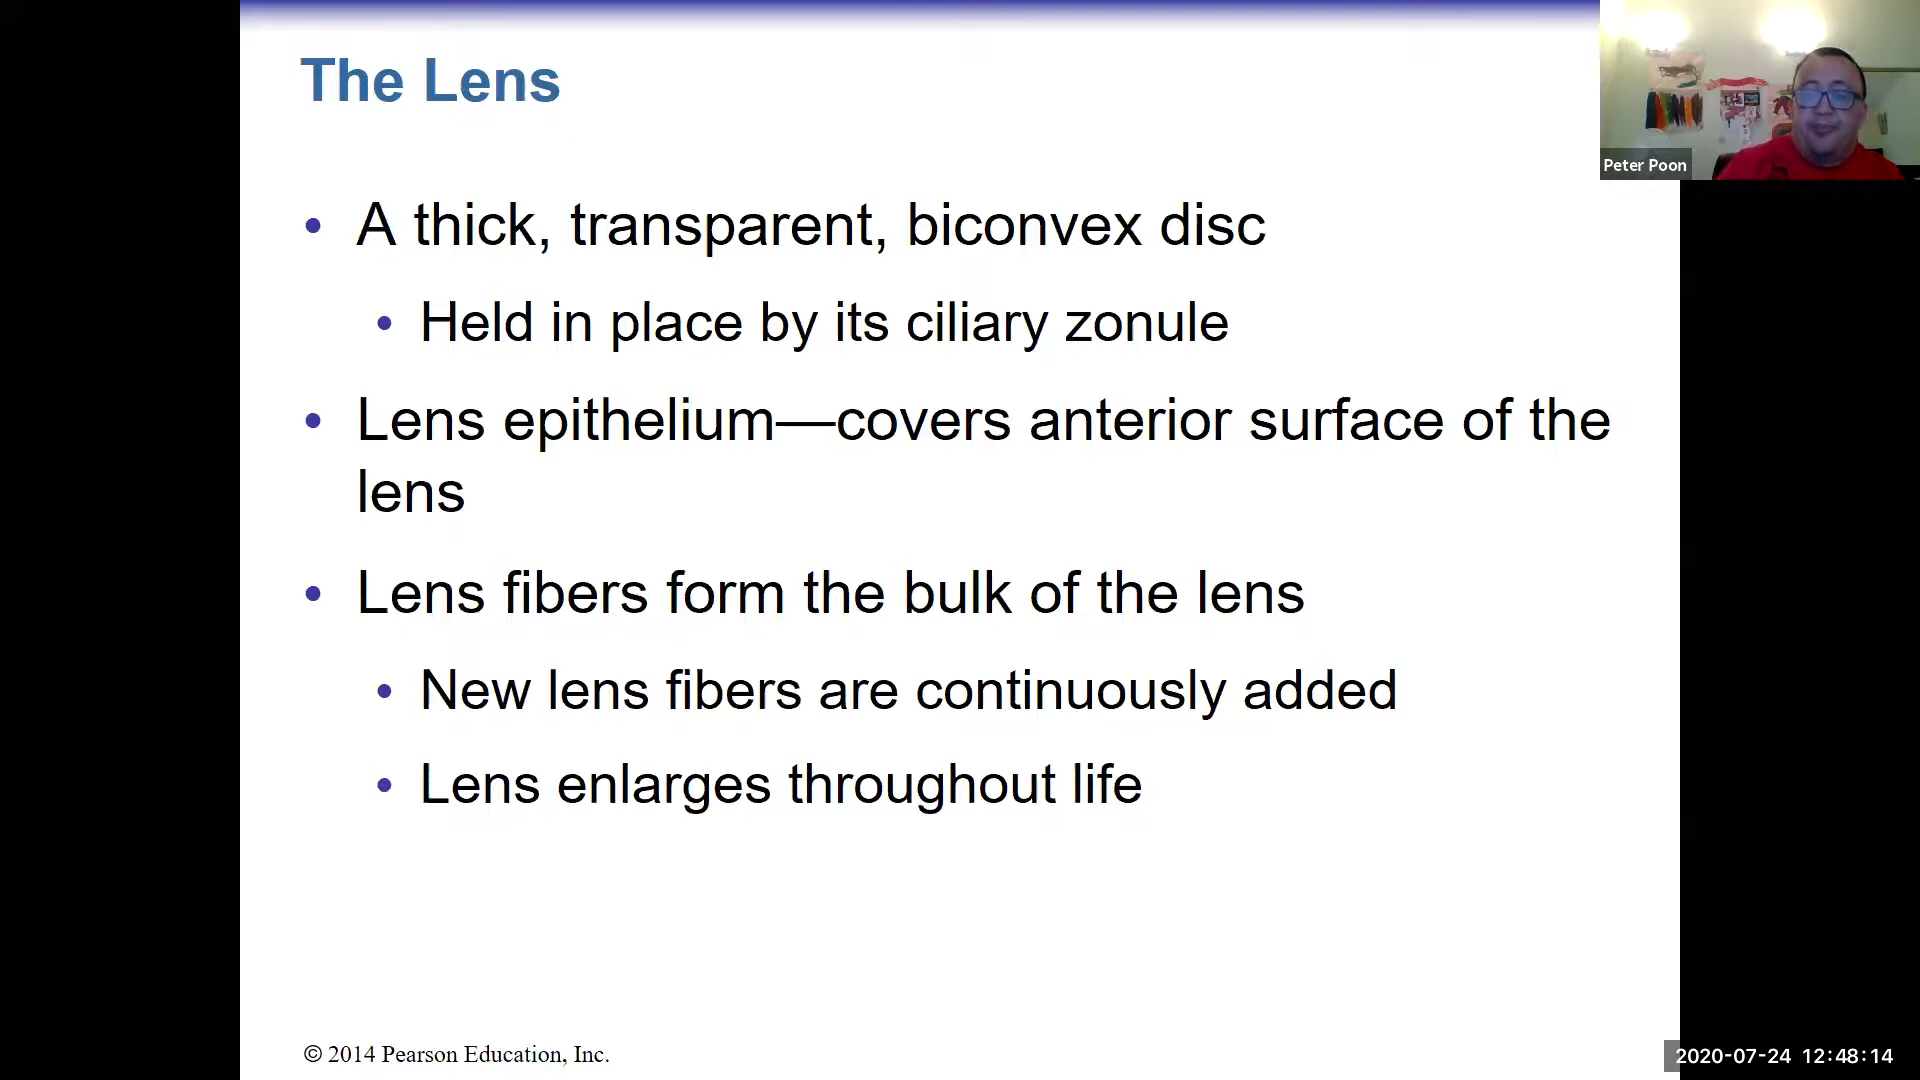 The Lens
Peter Poon
• A thick, transparent, biconvex disc
• Held in place by its ciliary zonule
• Lens epithelium—covers anterior surface of the
lens
• Lens fibers form the bulk of the lens
• New lens fibers are continuously added
• Lens enlarges throughout life
© 2014 Pearson Education, Inc.
2020-07-24 12:48:14